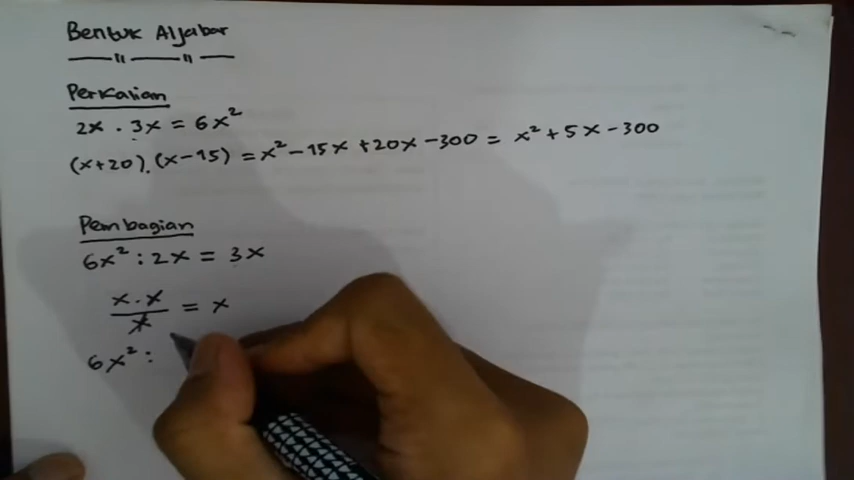 Bentuk Aljabar
Perkalian
2x . 3x = 6x²
(x+20).(x-15) = x² - 15x + 20x - 300 = x² + 5x - 300
Pembagian
6x² : 2x = 3x
x.x/x = x
6x² :